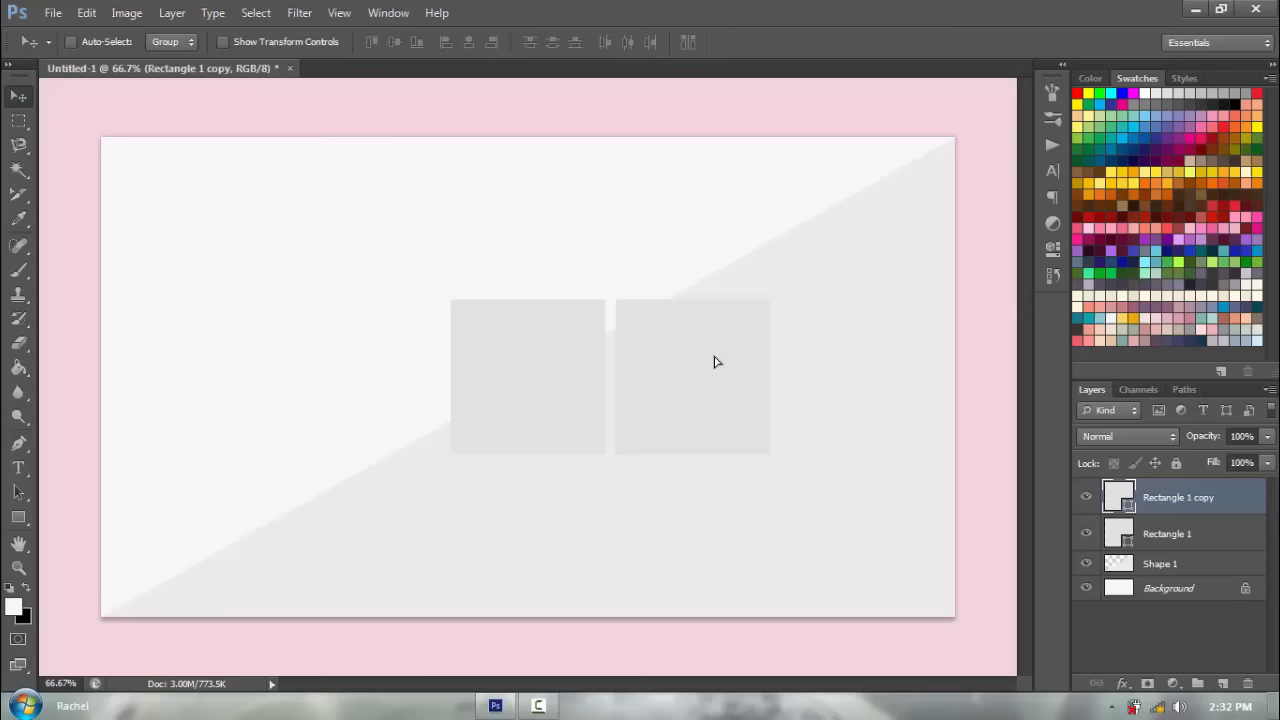 Ps File Edit Image Layer Type Select Filter View Window Help
Auto-Select: Group Show Transform Controls Essentials
Untitled-1 @ 66.7% (Rectangle 1 copy, RGB/8) * ×
Color Swatches Styles
Layers Channels Paths
Kind
Normal Opacity: 100%
Lock: Fill: 100%
Rectangle 1 copy
Rectangle 1
Shape 1
Background
66.67% Doc: 3.00M/773.5K
Rachel Ps C 2:32 PM